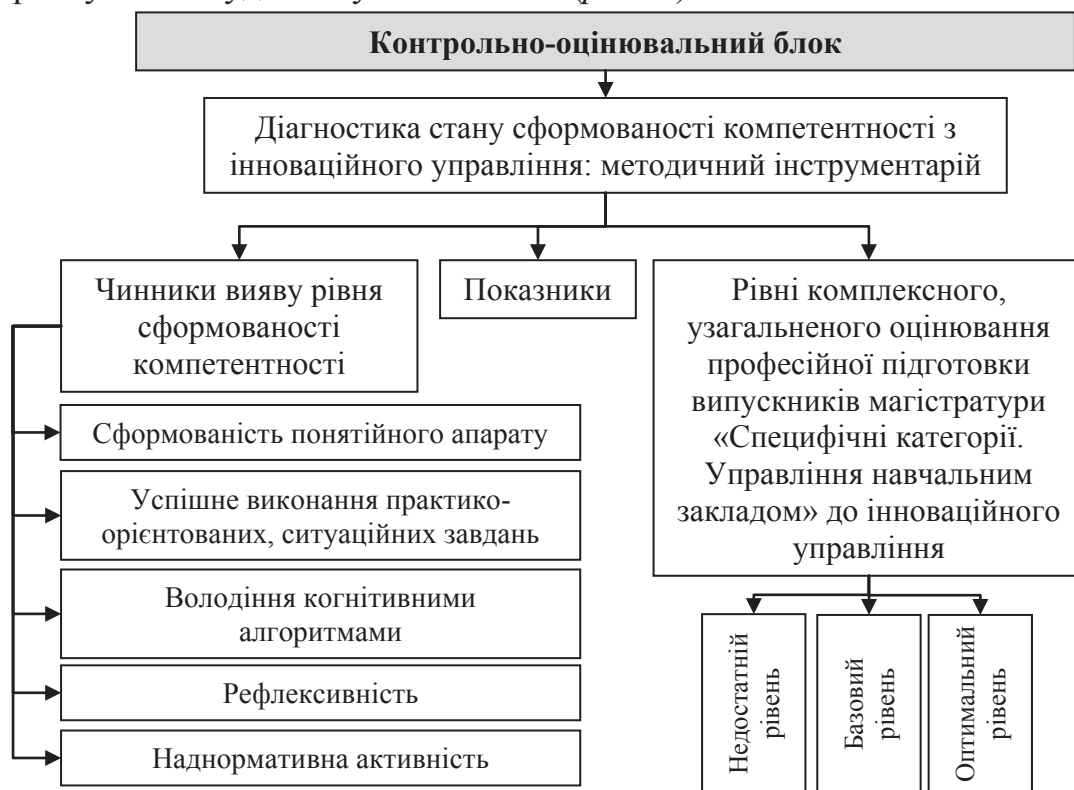 Контрольно-оцінювальний блок
Діагностика стану сформованості компетентності з
інноваційного управління: методичний інструментарій
Чинники вияву рівня
сформованості
компетентності
Показники
Рівні комплексного,
узагальненого оцінювання
професійної підготовки
випускників магістратури
«Специфічні категорії.
Управління навчальним
закладом» до інноваційного
управління
Сформованість понятійного апарату
Успішне виконання практико-
орієнтованих, ситуаційних завдань
Володіння когнітивними
алгоритмами
Рефлексивність
Наднормативна активність
Недостатній
рівень
Базовий
рівень
Оптимальний
рівень